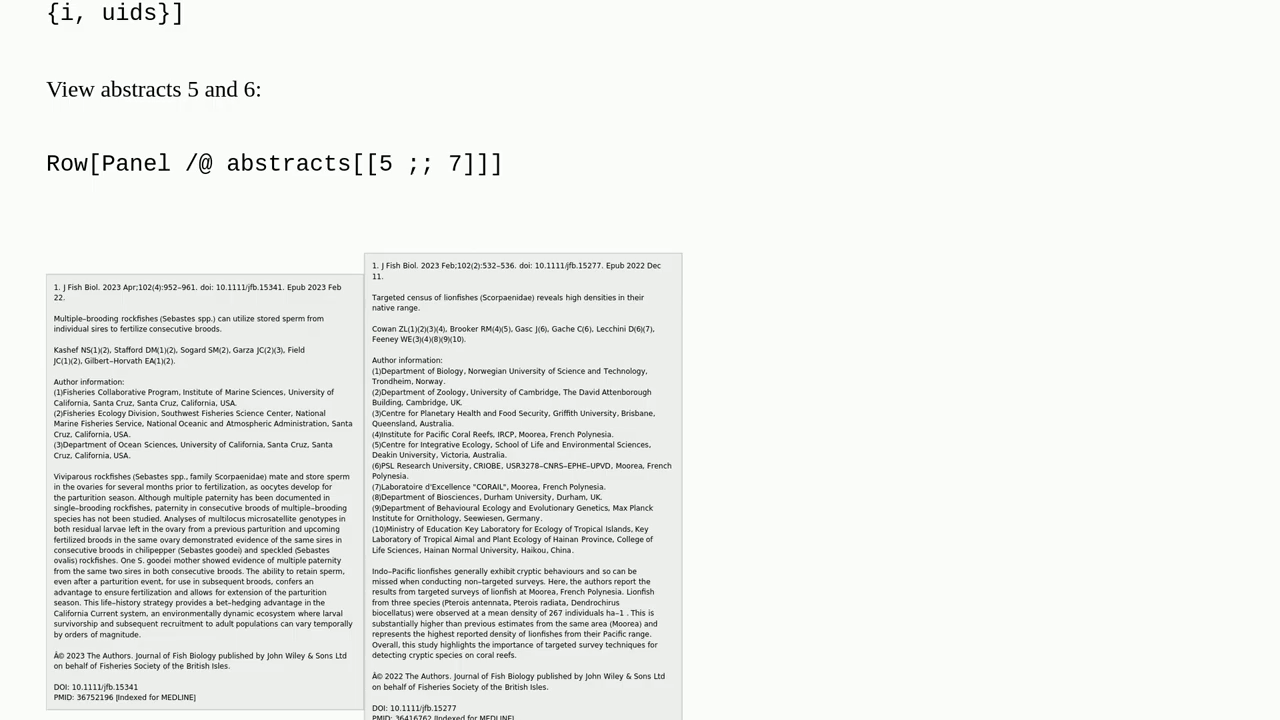 {i, uids}]
View abstracts 5 and 6:
Row[Panel /@ abstracts[[5 ;; 7]]]
1. J Fish Biol. 2023 Apr;102(4):952–961. doi: 10.1111/jfb.15341. Epub 2023 Feb
22.
Multiple–brooding rockfishes (Sebastes spp.) can utilize stored sperm from
individual sires to fertilize consecutive broods.
Kashef NS(1)(2), Stafford DM(1)(2), Sogard SM(2), Garza JC(2)(3), Field
JC(1)(2), Gilbert–Horvath EA(1)(2).
Author information:
(1)Fisheries Collaborative Program, Institute of Marine Sciences, University of
California, Santa Cruz, Santa Cruz, California, USA.
(2)Fisheries Ecology Division, Southwest Fisheries Science Center, National
Marine Fisheries Service, National Oceanic and Atmospheric Administration, Santa
Cruz, California, USA.
(3)Department of Ocean Sciences, University of California, Santa Cruz, Santa
Cruz, California, USA.
Viviparous rockfishes (Sebastes spp., family Scorpaenidae) mate and store sperm
in the ovaries for several months prior to fertilization, as oocytes develop for
the parturition season. Although multiple paternity has been documented in
single–brooding rockfishes, paternity in consecutive broods of multiple–brooding
species has not been studied. Analyses of multilocus microsatellite genotypes in
both residual larvae left in the ovary from a previous parturition and upcoming
fertilized broods in the same ovary demonstrated evidence of the same sires in
consecutive broods in chilipepper (Sebastes goodei) and speckled (Sebastes
ovalis) rockfishes. One S. goodei mother showed evidence of multiple paternity
from the same two sires in both consecutive broods. The ability to retain sperm,
even after a parturition event, for use in subsequent broods, confers an
advantage to ensure fertilization and allows for extension of the parturition
season. This life–history strategy provides a bet–hedging advantage in the
California Current system, an environmentally dynamic ecosystem where larval
survivorship and subsequent recruitment to adult populations can vary temporally
by orders of magnitude.
Â© 2023 The Authors. Journal of Fish Biology published by John Wiley & Sons Ltd
on behalf of Fisheries Society of the British Isles.
DOI: 10.1111/jfb.15341
PMID: 36752196 [Indexed for MEDLINE]
1. J Fish Biol. 2023 Feb;102(2):532–536. doi: 10.1111/jfb.15277. Epub 2022 Dec
11.
Targeted census of lionfishes (Scorpaenidae) reveals high densities in their
native range.
Cowan ZL(1)(2)(3)(4), Brooker RM(4)(5), Gasc J(6), Gache C(6), Lecchini D(6)(7),
Feeney WE(3)(4)(8)(9)(10).
Author information:
(1)Department of Biology, Norwegian University of Science and Technology,
Trondheim, Norway.
(2)Department of Zoology, University of Cambridge, The David Attenborough
Building, Cambridge, UK.
(3)Centre for Planetary Health and Food Security, Griffith University, Brisbane,
Queensland, Australia.
(4)Institute for Pacific Coral Reefs, IRCP, Moorea, French Polynesia.
(5)Centre for Integrative Ecology, School of Life and Environmental Sciences,
Deakin University, Victoria, Australia.
(6)PSL Research University, CRIOBE, USR3278–CNRS–EPHE–UPVD, Moorea, French
Polynesia.
(7)Laboratoire d'Excellence "CORAIL", Moorea, French Polynesia.
(8)Department of Biosciences, Durham University, Durham, UK.
(9)Department of Behavioural Ecology and Evolutionary Genetics, Max Planck
Institute for Ornithology, Seewiesen, Germany.
(10)Ministry of Education Key Laboratory for Ecology of Tropical Islands, Key
Laboratory of Tropical Aimal and Plant Ecology of Hainan Province, College of
Life Sciences, Hainan Normal University, Haikou, China.
Indo–Pacific lionfishes generally exhibit cryptic behaviours and so can be
missed when conducting non–targeted surveys. Here, the authors report the
results from targeted surveys of lionfish at Moorea, French Polynesia. Lionfish
from three species (Pterois antennata, Pterois radiata, Dendrochirus
biocellatus) were observed at a mean density of 267 individuals ha–1 . This is
substantially higher than previous estimates from the same area (Moorea) and
represents the highest reported density of lionfishes from their Pacific range.
Overall, this study highlights the importance of targeted survey techniques for
detecting cryptic species on coral reefs.
Â© 2022 The Authors. Journal of Fish Biology published by John Wiley & Sons Ltd
on behalf of Fisheries Society of the British Isles.
DOI: 10.1111/jfb.15277
PMID: 36416762 [Indexed for MEDLINE]